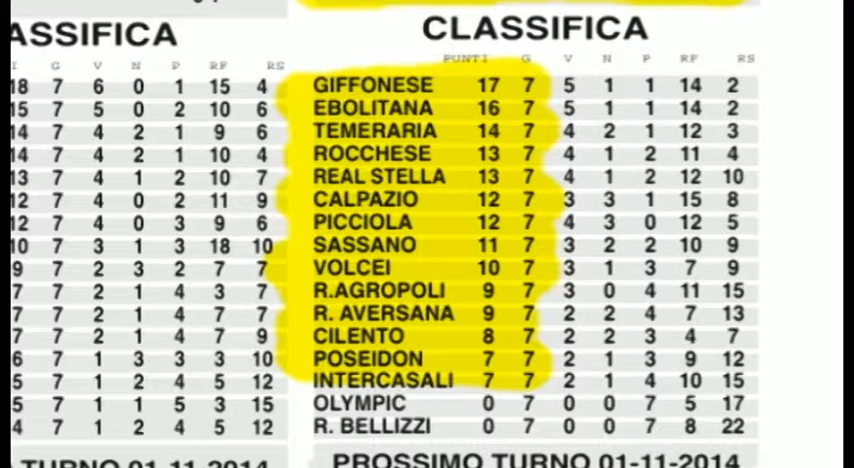 ASSIFICA
I G V N P RF RS
18 7 6 0 1 15 4
15 7 5 0 2 10 6
14 7 4 2 1 9 6
14 7 4 2 1 10 4
13 7 4 1 2 10 7
12 7 4 0 2 11 9
12 7 4 0 3 9 6
10 7 3 1 3 18 10
9 7 2 3 2 7 7
7 7 2 1 4 3 7
7 7 2 1 4 7 7
7 7 2 1 4 7 9
6 7 1 3 3 3 10
5 7 1 2 4 5 12
5 7 1 1 5 3 15
4 7 1 2 4 5 12
TURNO 01-11-2014
CLASSIFICA
PUNTI G V N P RF RS
GIFFONESE 17 7 5 1 1 14 2
EBOLITANA 16 7 5 1 1 14 2
TEMERARIA 14 7 4 2 1 12 3
ROCCHESE 13 7 4 1 2 11 4
REAL STELLA 13 7 4 1 2 12 10
CALPAZIO 12 7 3 3 1 15 8
PICCIOLA 12 7 4 3 0 12 5
SASSANO 11 7 3 2 2 10 9
VOLCEI 10 7 3 1 3 7 9
R.AGROPOLI 9 7 3 0 4 11 15
R. AVERSANA 9 7 2 2 4 7 13
CILENTO 8 7 2 2 3 4 7
POSEIDON 7 7 2 1 3 9 12
INTERCASALI 7 7 2 1 4 10 15
OLYMPIC 0 7 0 0 7 5 17
R. BELLIZZI 0 7 0 0 7 8 22
PROSSIMO TURNO 01-11-2014